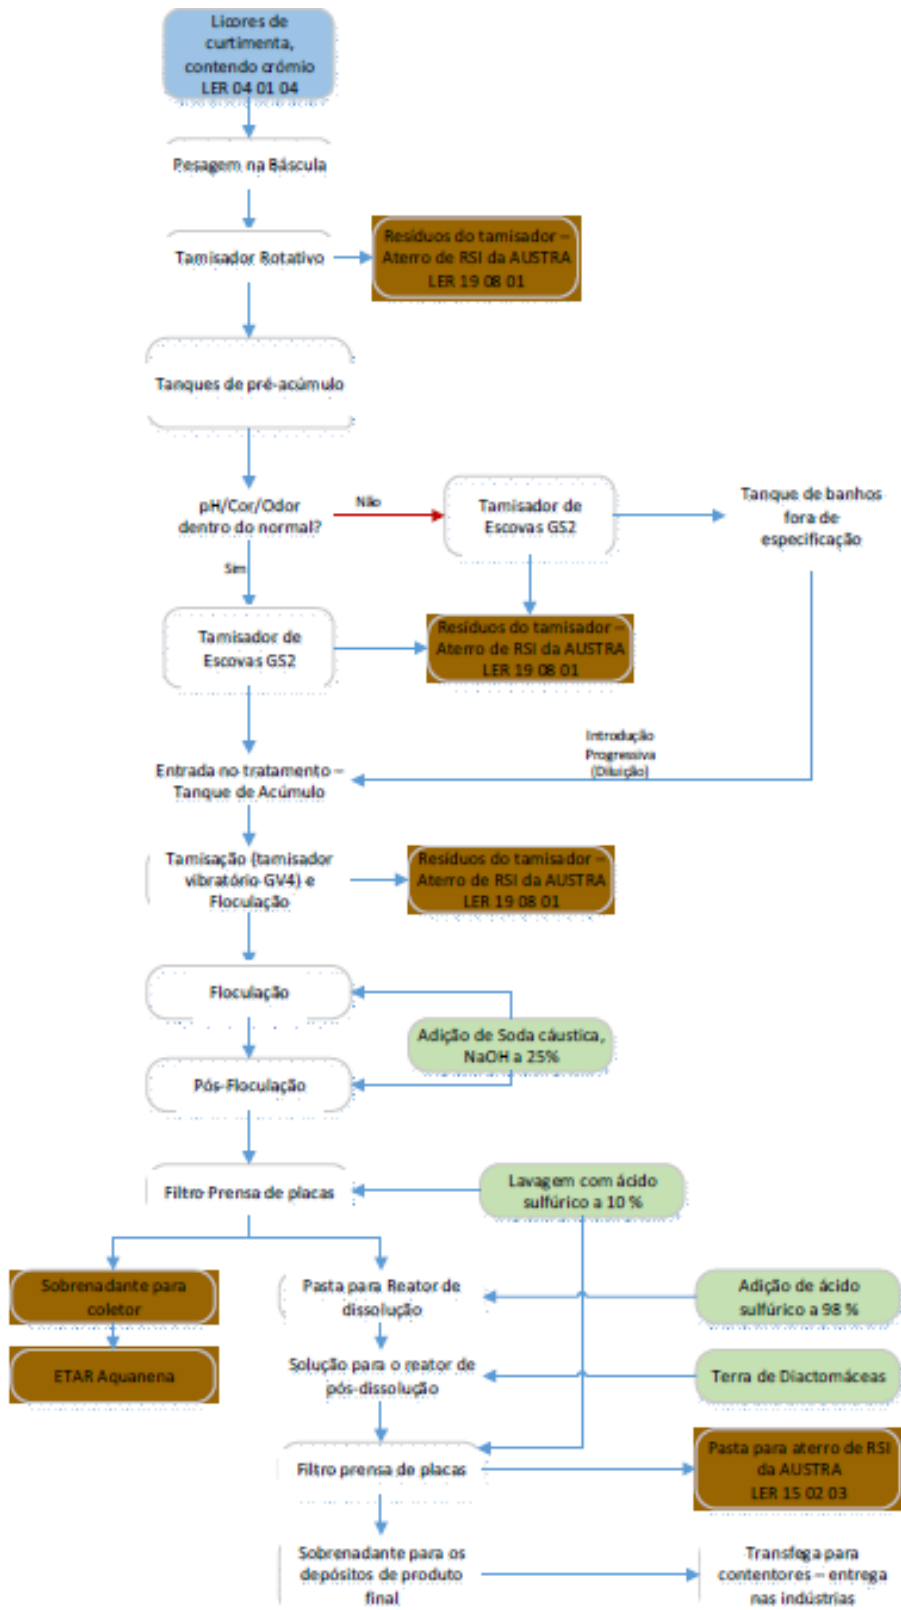 Licores de
curtimenta,
contendo crómio
LER 04 01 04
Pesagem na Báscula
Tamisador Rotativo
Resíduos do tamisador –
Aterro de RSI da AUSTRA
LER 19 08 01
Tanques de pré-acúmulo
pH/Cor/Odor
dentro do normal?
Não
Tamisador de
Escovas GS2
Tanque de banhos
fora de
especificação
Sim
Tamisador de
Escovas GS2
Resíduos do tamisador –
Aterro de RSI da AUSTRA
LER 19 08 01
Introdução
Progressiva
(Diluição)
Entrada no tratamento –
Tanque de Acúmulo
Tamisação (tamisador
vibratório GV4) e
Floculação
Resíduos do tamisador –
Aterro de RSI da AUSTRA
LER 19 08 01
Floculação
Adição de Soda cáustica,
NaOH a 25%
Pós-Floculação
Filtro Prensa de placas
Lavagem com ácido
sulfúrico a 10 %
Sobrenadante para
coletor
Pasta para Reator de
dissolução
Adição de ácido
sulfúrico a 98 %
ETAR Aquanena
Solução para o reator de
pós-dissolução
Terra de Diactomáceas
Filtro prensa de placas
Pasta para aterro de RSI
da AUSTRA
LER 15 02 03
Sobrenadante para os
depósitos de produto
final
Transfega para
contentores – entrega
nas indústrias